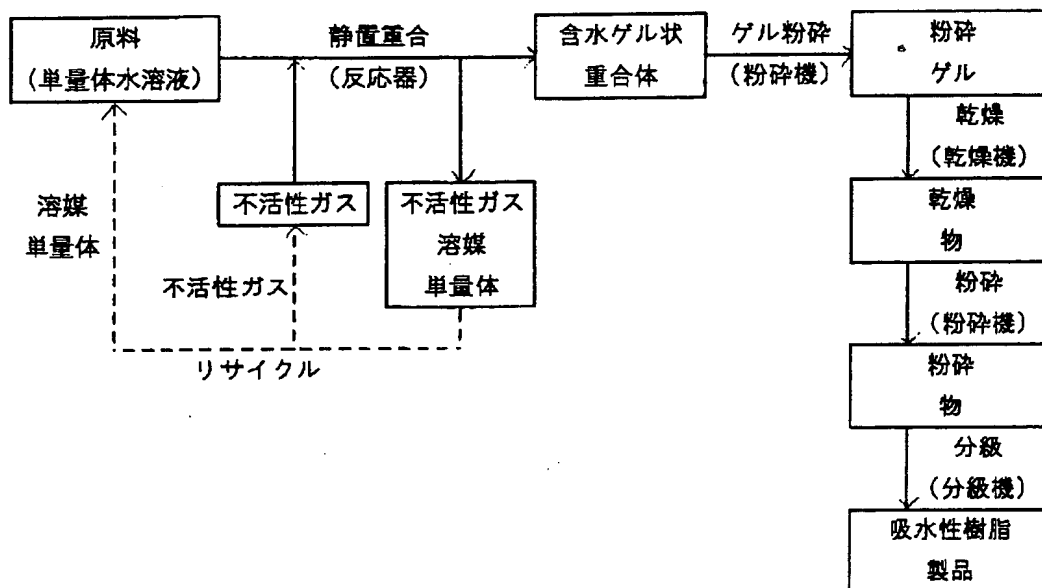 原料
(単量体水溶液)
静置重合
(反応器)
含水ゲル状
重合体
ゲル粉砕
(粉砕機)
粉砕
ゲル
乾燥
(乾燥機)
溶媒
単量体
不活性ガス
不活性ガス
溶媒
単量体
乾燥
物
不活性ガス
粉砕
(粉砕機)
リサイクル
粉砕
物
分級
(分級機)
吸水性樹脂
製品